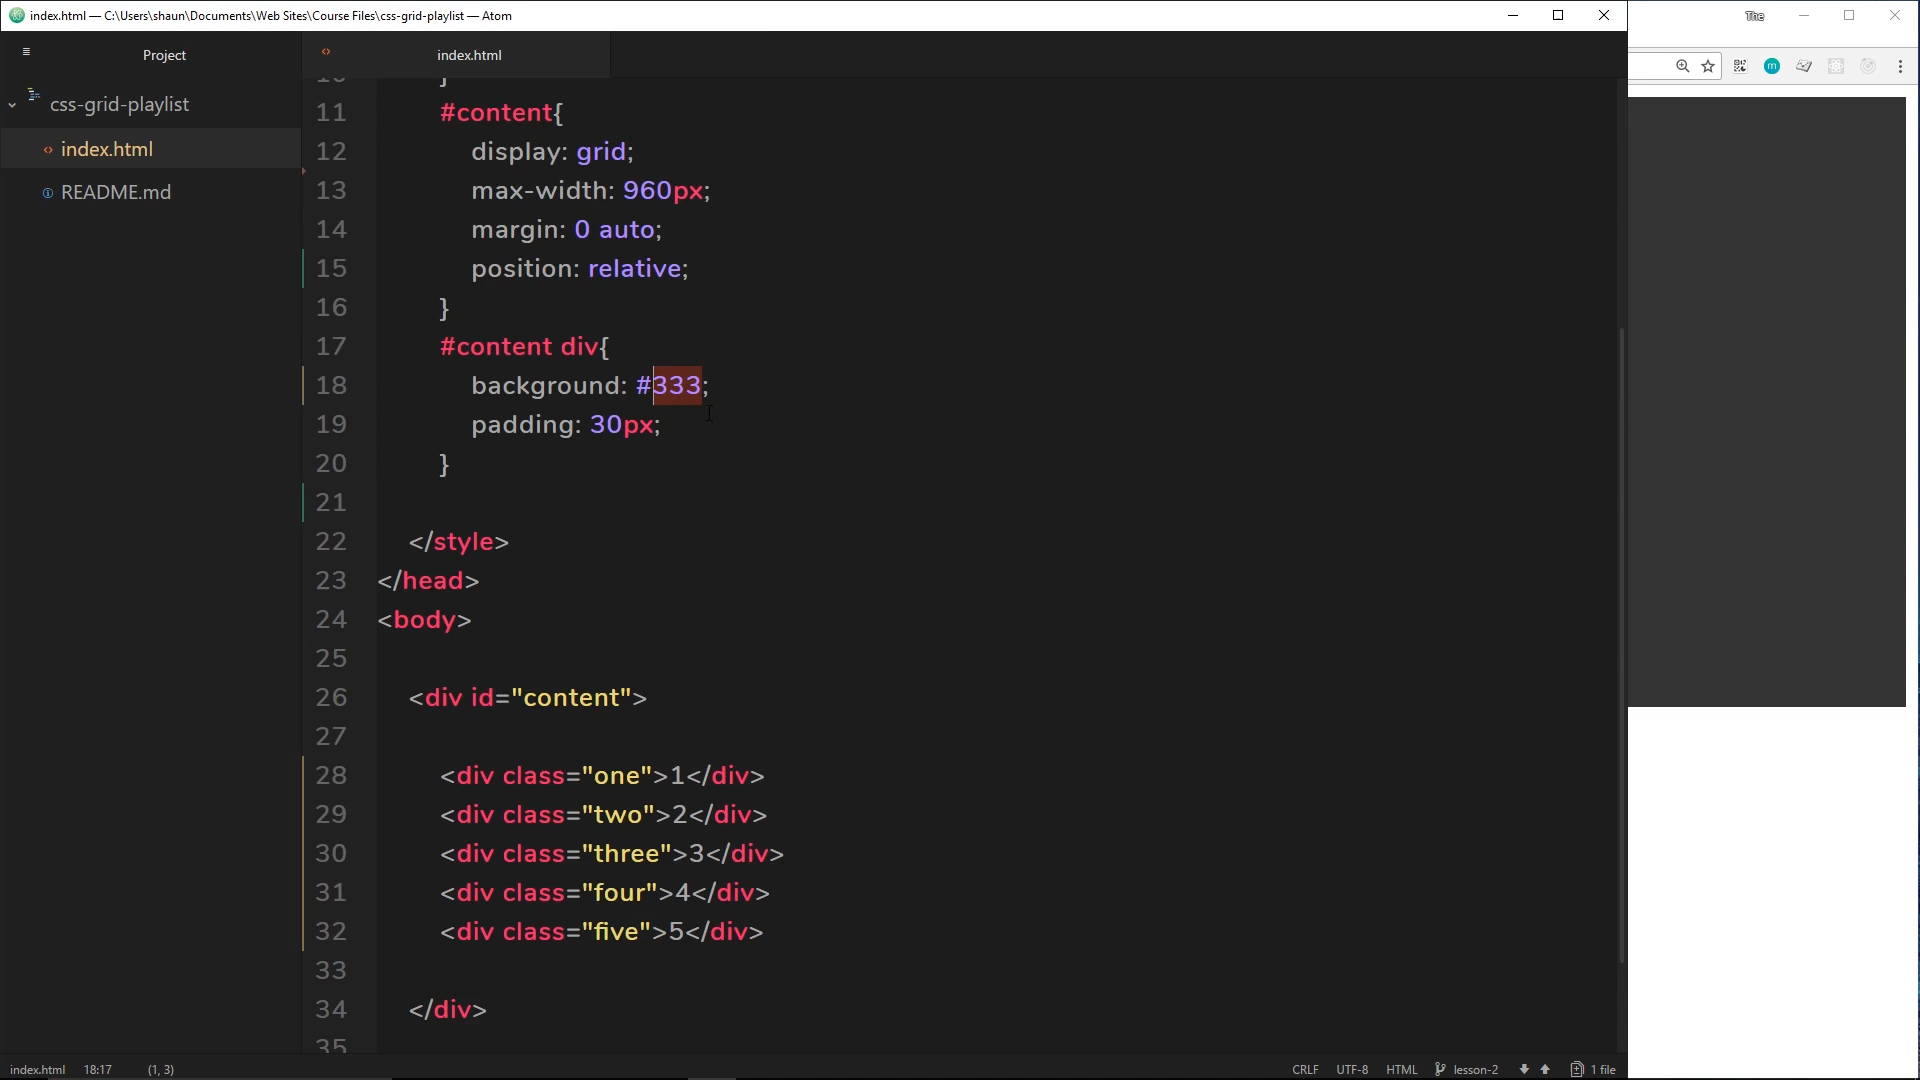 index.html — C:\Users\shaun\Documents\Web Sites\Course Files\css-grid-playlist — Atom
The
Project
index.html
css-grid-playlist
index.html
README.md
10 }
11 #content{
12 display: grid;
13 max-width: 960px;
14 margin: 0 auto;
15 position: relative;
16 }
17 #content div{
18 background: #333;
19 padding: 30px;
20 }
21
22 </style>
23 </head>
24 <body>
25
26 <div id="content">
27
28 <div class="one">1</div>
29 <div class="two">2</div>
30 <div class="three">3</div>
31 <div class="four">4</div>
32 <div class="five">5</div>
33
34 </div>
35
index.html 18:17 (1, 3) CRLF UTF-8 HTML lesson-2 1 file
m